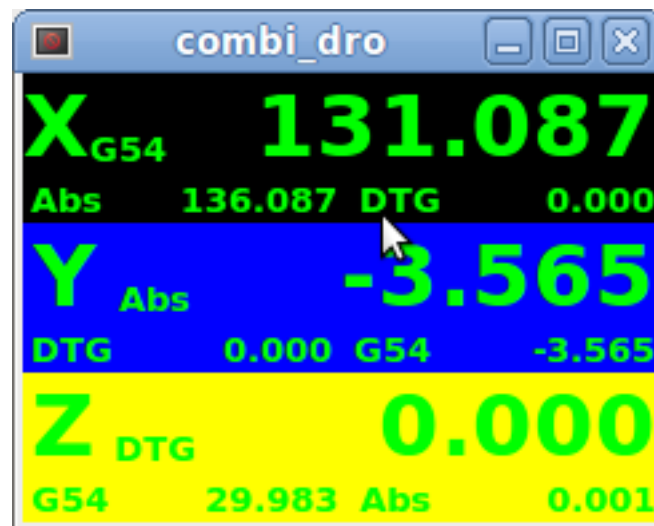 combi_dro
XG54 131.087
Abs 136.087 DTG 0.000
Y Abs -3.565
DTG 0.000 G54 -3.565
Z DTG 0.000
G54 29.983 Abs 0.001